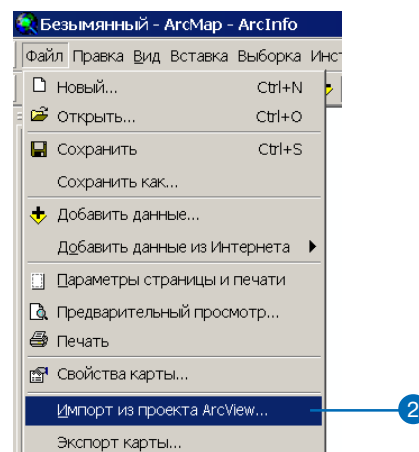 Безымянный - ArcMap - ArcInfo
Файл Правка Вид Вставка Выборка Инс
Новый... Ctrl+N
Открыть... Ctrl+O
Сохранить Ctrl+S
Сохранить как...
Добавить данные...
Добавить данные из Интернета
Параметры страницы и печати
Предварительный просмотр...
Печать
Свойства карты...
Импорт из проекта ArcView... 2
Экспорт карты...